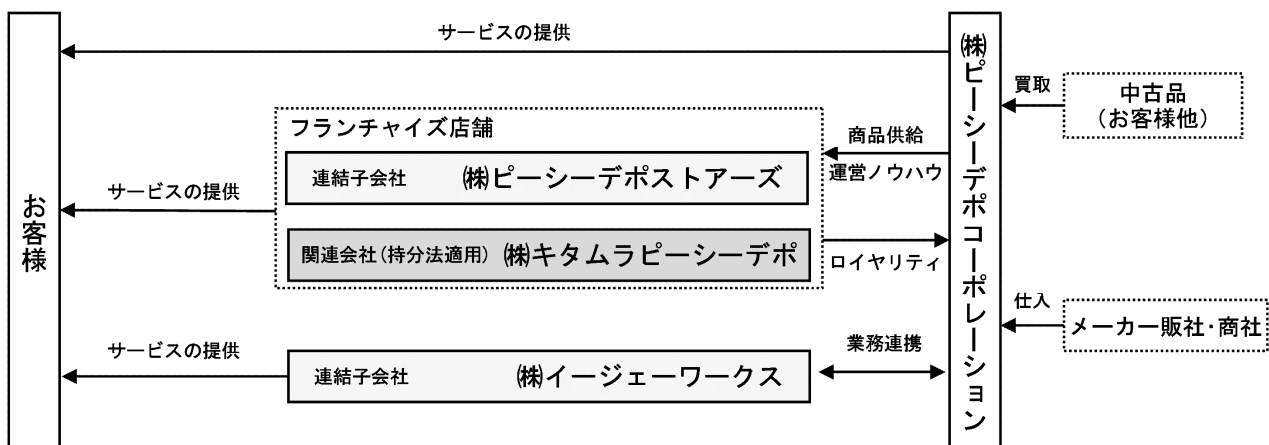 サービスの提供
㈱ピーシーデポコーポレーション
買取
中古品
(お客様他)
フランチャイズ店舗
商品供給
運営ノウハウ
連結子会社 ㈱ピーシーデポストアーズ
サービスの提供
お客様
関連会社(持分法適用) ㈱キタムラピーシーデポ
ロイヤリティ
仕入
メーカー販社・商社
サービスの提供
業務連携
連結子会社 ㈱イージェーワークス